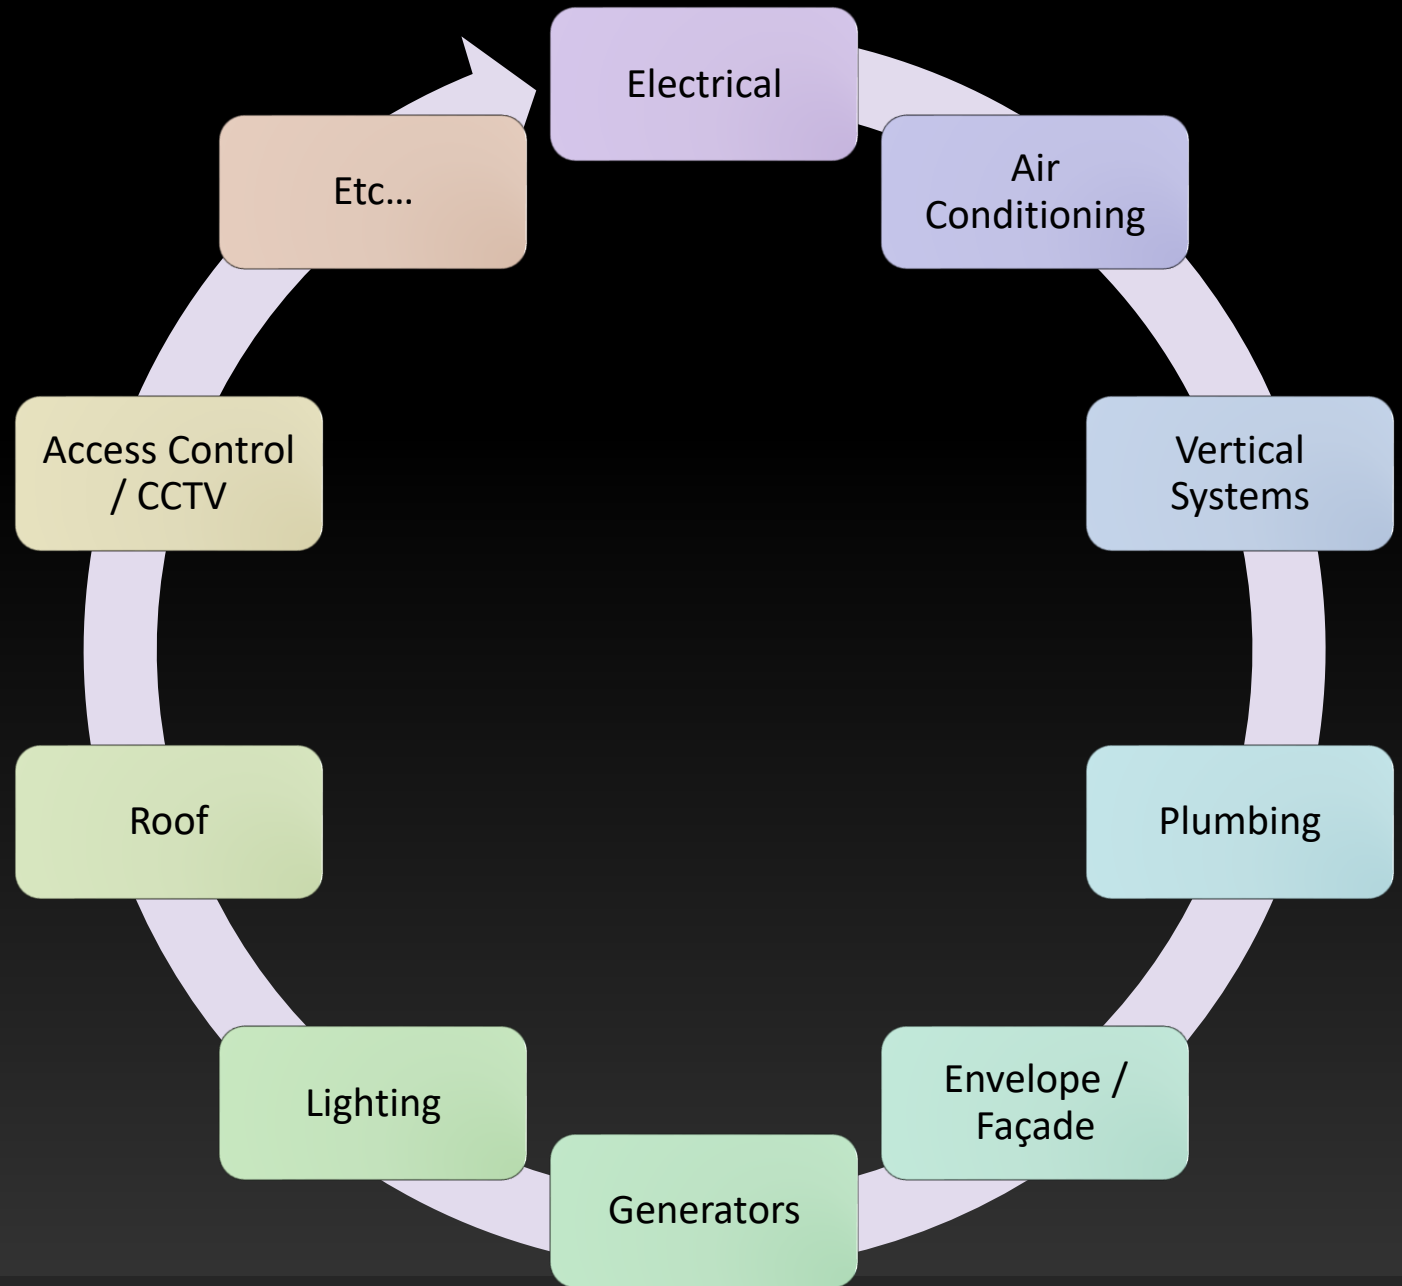 Electrical
Air
Conditioning
Vertical
Systems
Plumbing
Envelope /
Façade
Generators
Lighting
Roof
Access Control
/ CCTV
Etc...